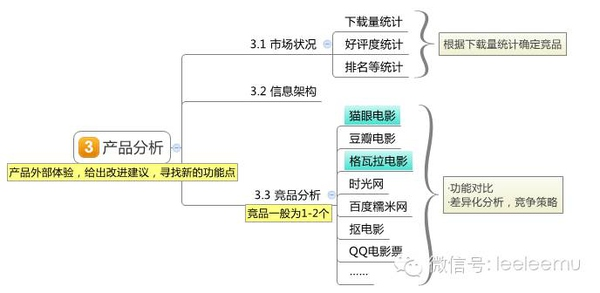 3 产品分析
产品外部体验，给出改进建议，寻找新的功能点
3.1 市场状况
下载量统计
好评度统计
排名等统计
根据下载量统计确定竞品
3.2 信息架构
3.3 竞品分析
竞品一般为1-2个
猫眼电影
豆瓣电影
格瓦拉电影
时光网
百度糯米网
抠电影
QQ电影票
......
·功能对比
·差异化分析，竞争策略
微信号: leeleemu